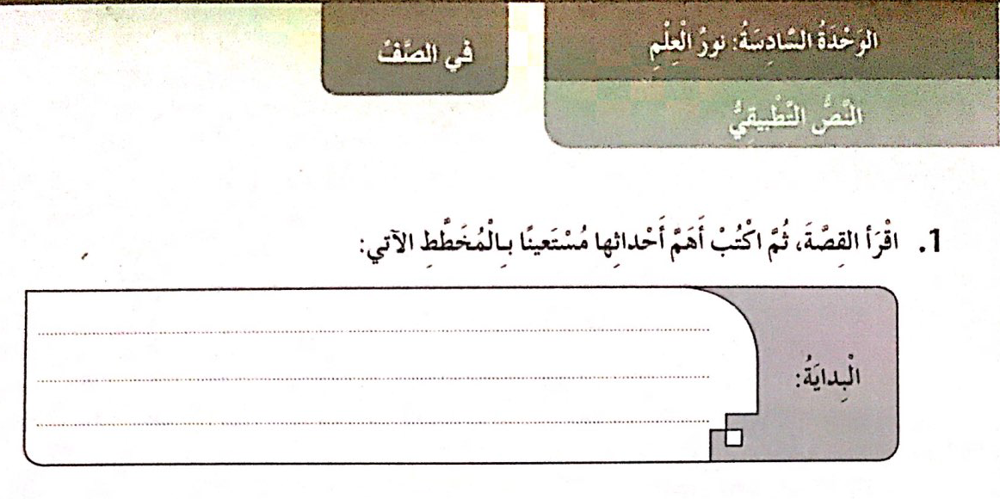 الوَحْدَةُ السّادِسَةُ: نورُ الْعِلْمِ
في الصَّفِّ
النَّصُّ التَّطْبيقِيُّ
1. اقْرَأ القِصَّةَ، ثُمَّ اكْتُبْ أَهَمَّ أَحْداثِها مُسْتَعينًا بِالْمُخَطَّطِ الآتي:
الْبِدايَةُ: